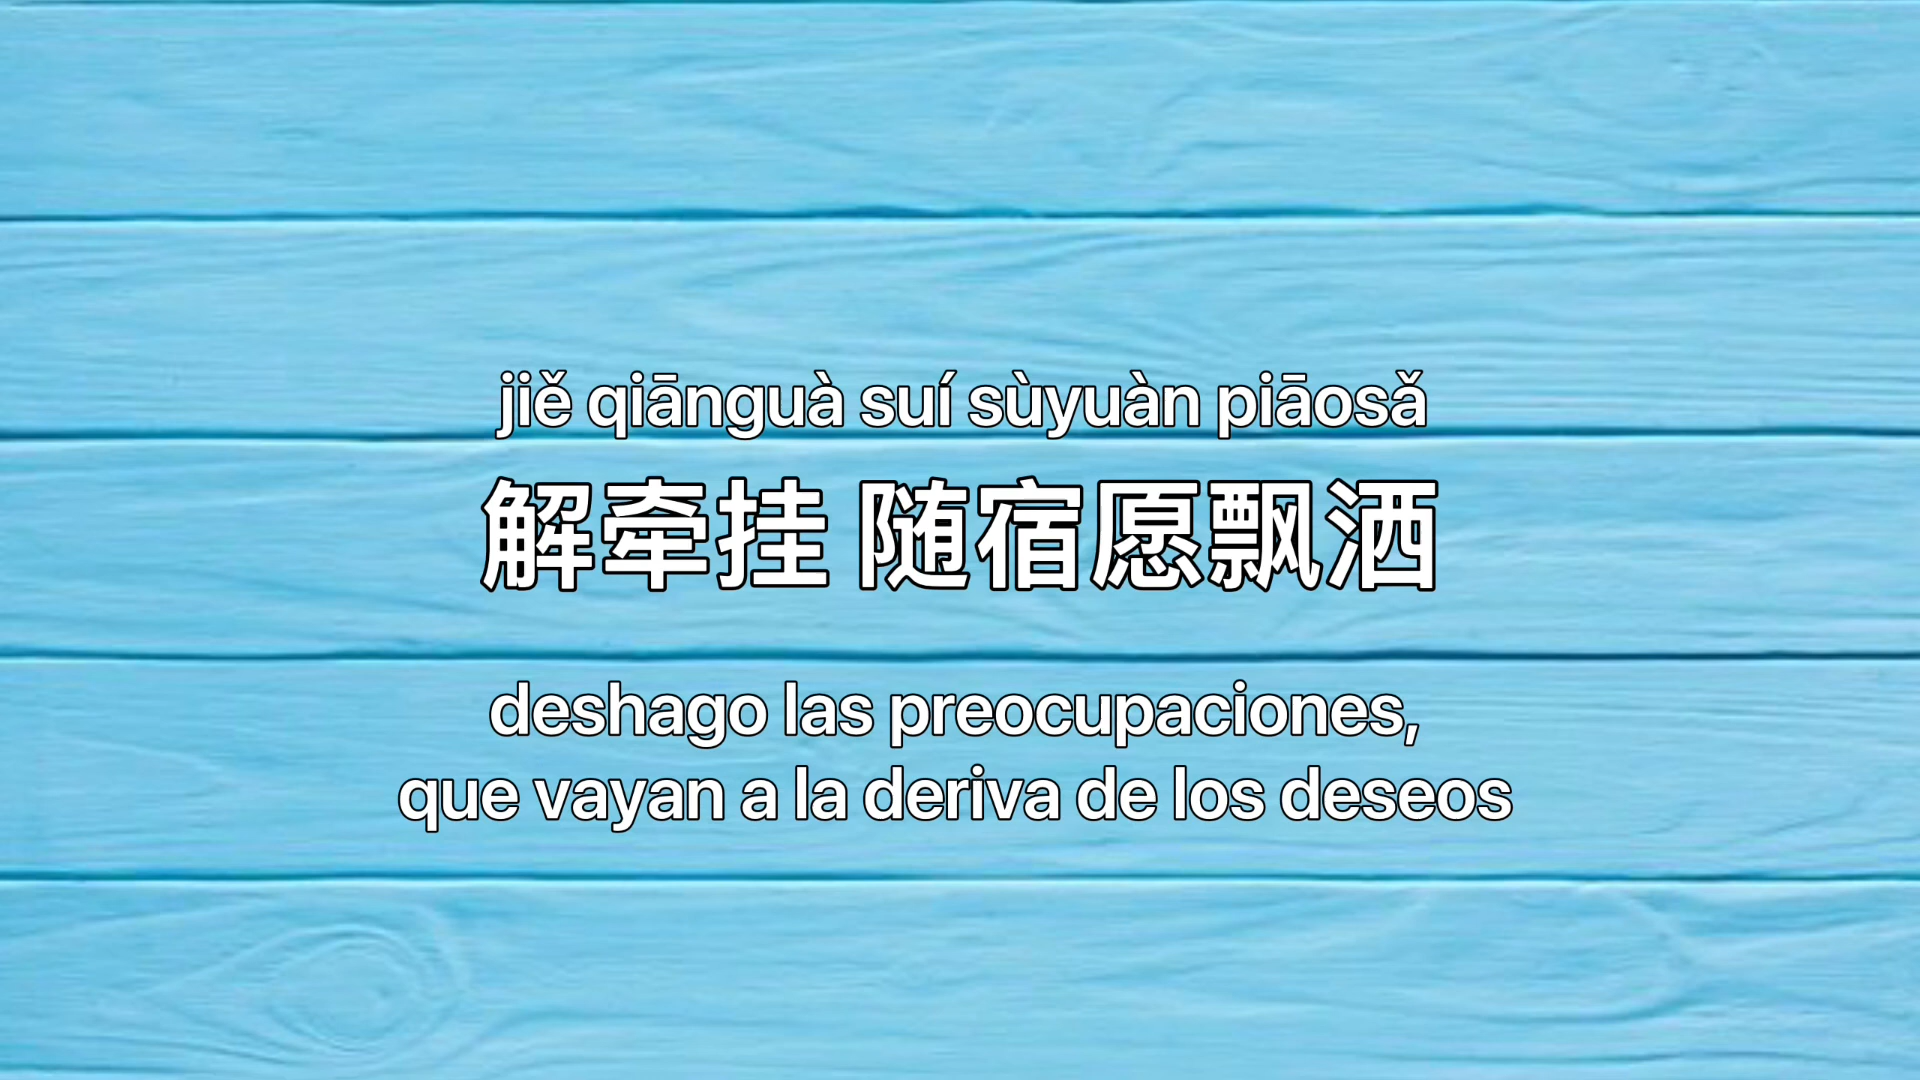 jiě qiānguà suí sùyuàn piāosǎ
解牵挂 随宿愿飘洒
deshago las preocupaciones,
que vayan a la deriva de los deseos